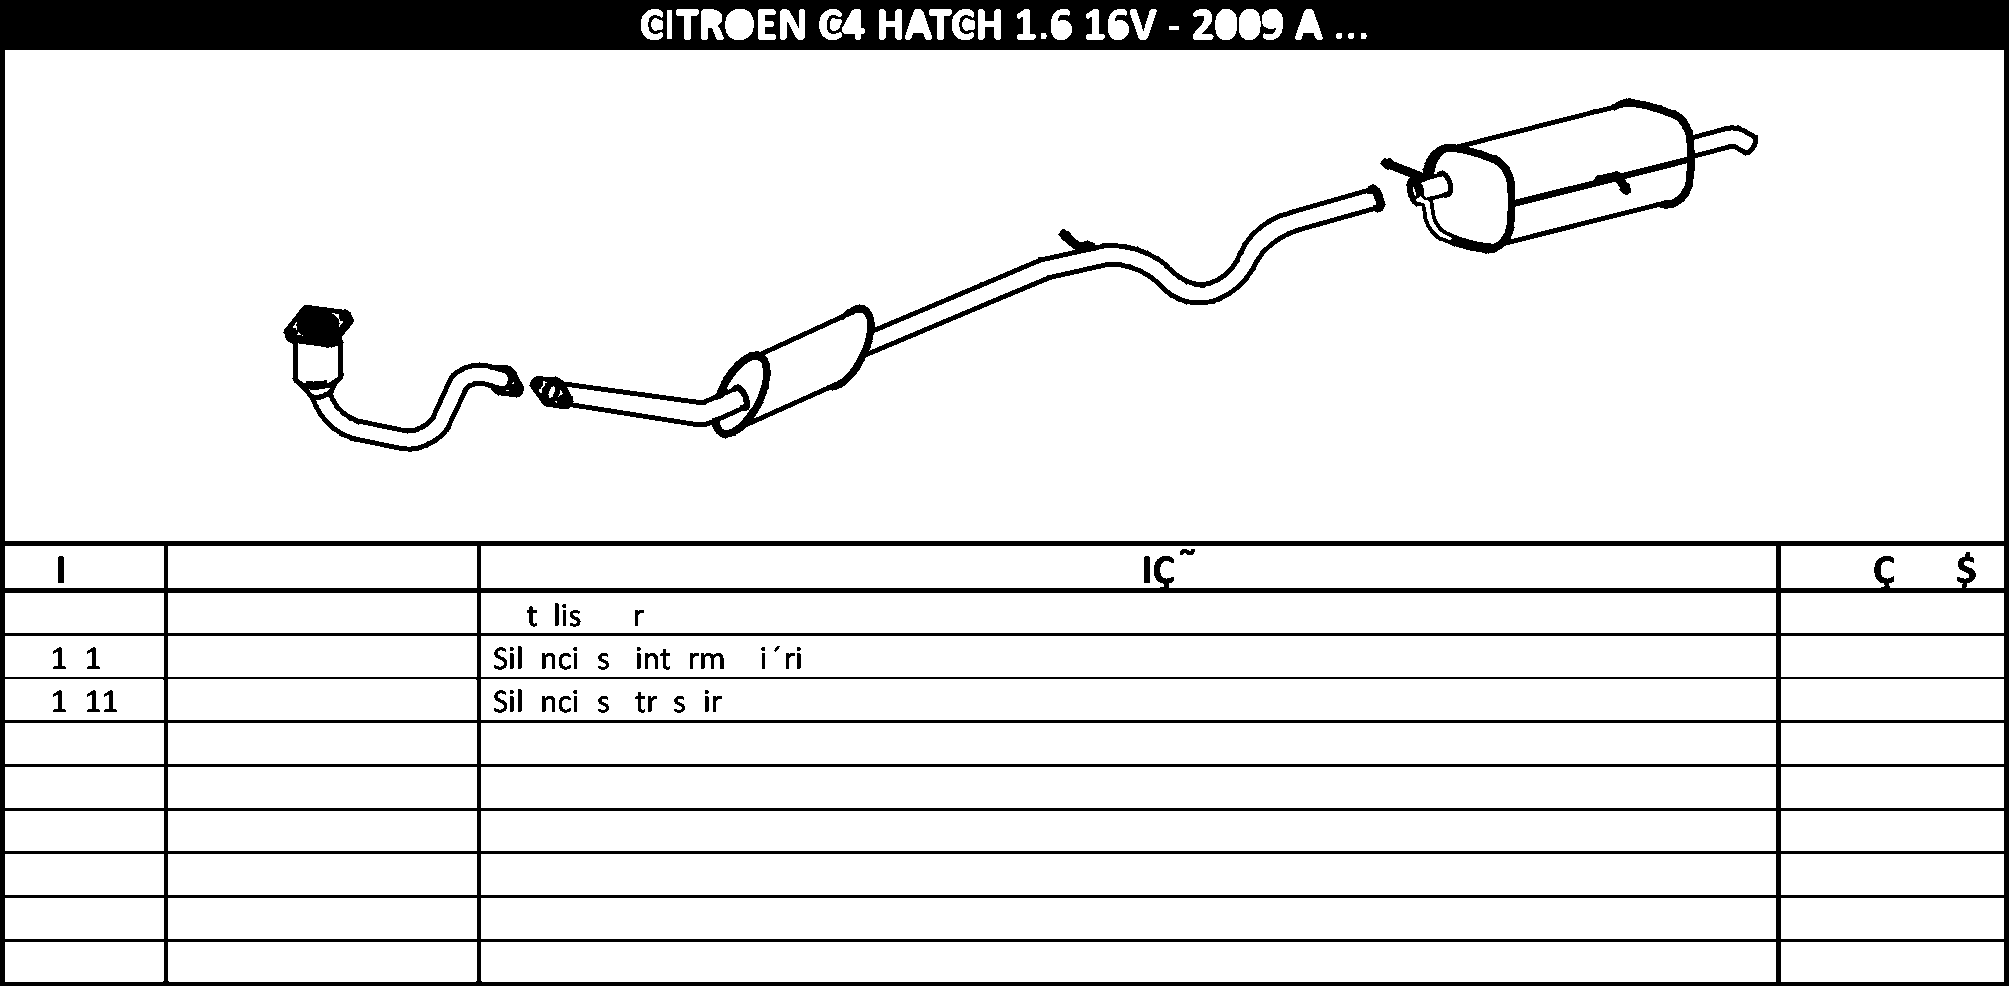 CITROEN C4 HATCH 1.6 16V - 2009 A ...
I IÇ˜ Ç $
t lis r
1 1 Sil nci s int rm i´ri
1 11 Sil nci s tr s ir